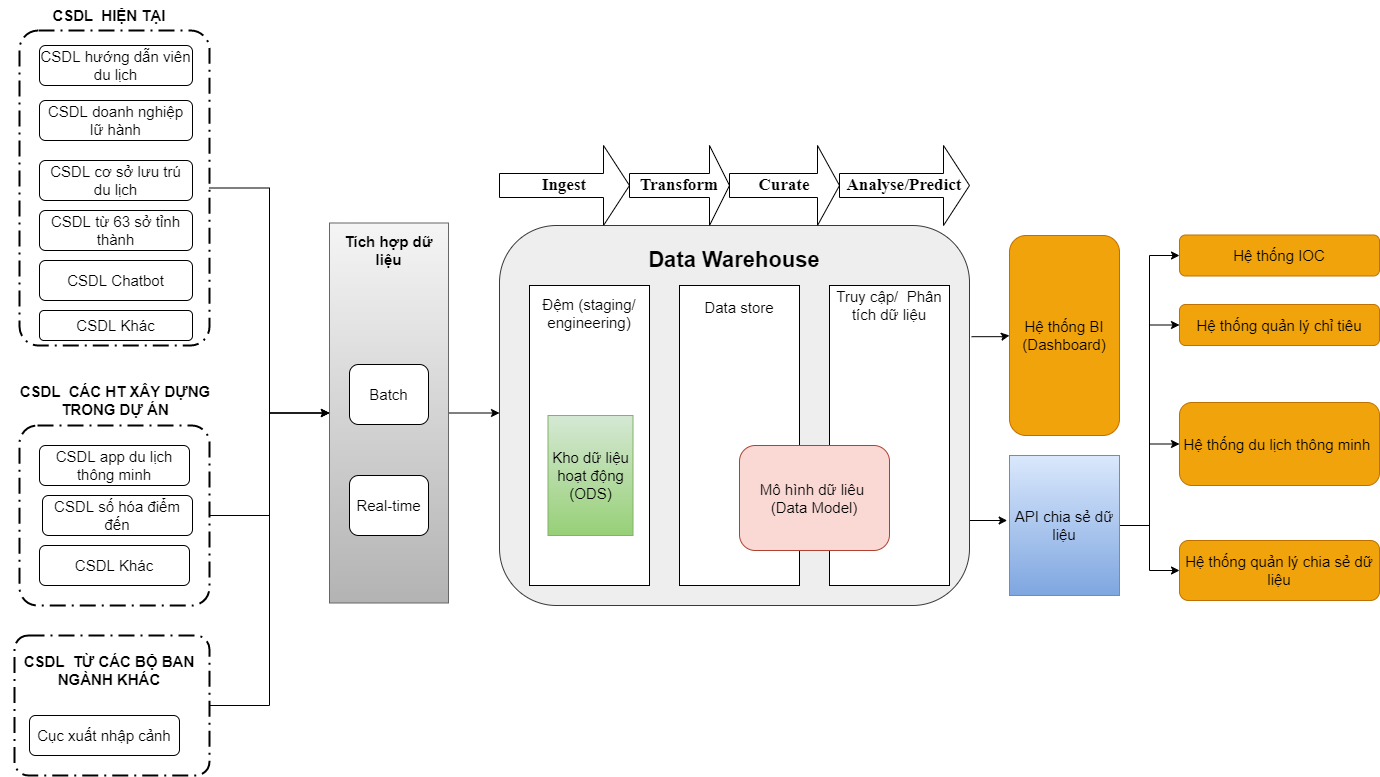 CSDL HIỆN TẠI
CSDL hướng dẫn viên
du lịch
CSDL doanh nghiệp
lữ hành
CSDL cơ sở lưu trú
du lịch
CSDL từ 63 sở tỉnh
thành
CSDL Chatbot
CSDL Khác
CSDL CÁC HT XÂY DỰNG
TRONG DỰ ÁN
CSDL app du lịch
thông minh
CSDL số hóa điểm
đến
CSDL Khác
CSDL TỪ CÁC BỘ BAN
NGÀNH KHÁC
Cục xuất nhập cảnh
Tích hợp dữ
liệu
Batch
Real-time
Ingest
Transform
Curate
Analyse/Predict
Data Warehouse
Đệm (staging/
engineering)
Kho dữ liệu
hoạt động
(ODS)
Data store
Truy cập/ Phân
tích dữ liệu
Mô hình dữ liêu
(Data Model)
Hệ thống BI
(Dashboard)
API chia sẻ dữ
liệu
Hệ thống IOC
Hệ thống quản lý chỉ tiêu
Hệ thống du lịch thông minh
Hệ thống quản lý chia sẻ dữ
liệu